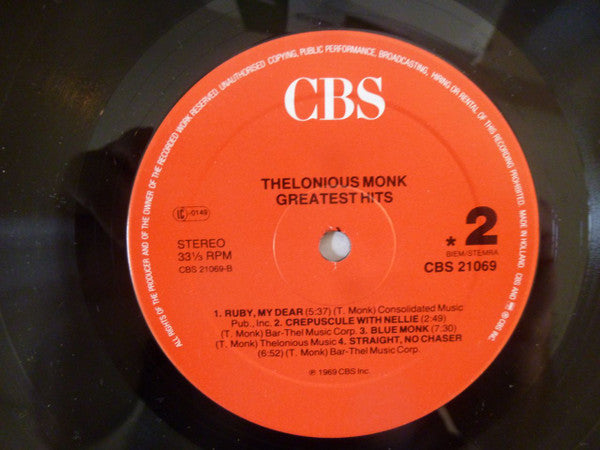 ALL RIGHTS OF THE PRODUCER AND OF THE OWNER OF THE RECORDED WORK RESERVED. UNAUTHORISED COPYING, PUBLIC PERFORMANCE, BROADCASTING, HIRING OR RENTAL OF THIS RECORDING PROHIBITED. MADE IN HOLLAND. CBS AND ℗ CBS INC.
CBS
THELONIOUS MONK
GREATEST HITS
LC-0149
STEREO
33⅓ RPM
CBS 21069-B
* 2
BIEM/STEMRA
CBS 21069
1. RUBY, MY DEAR (5:37) (T. Monk) Consolidated Music
Pub., Inc. 2. CREPUSCULE WITH NELLIE (2:49)
(T. Monk) Bar-Thel Music Corp. 3. BLUE MONK (7.30)
(T. Monk) Thelonious Music 4. STRAIGHT, NO CHASER
(6:52) (T. Monk) Bar-Thel Music Corp.
℗ 1969 CBS Inc.